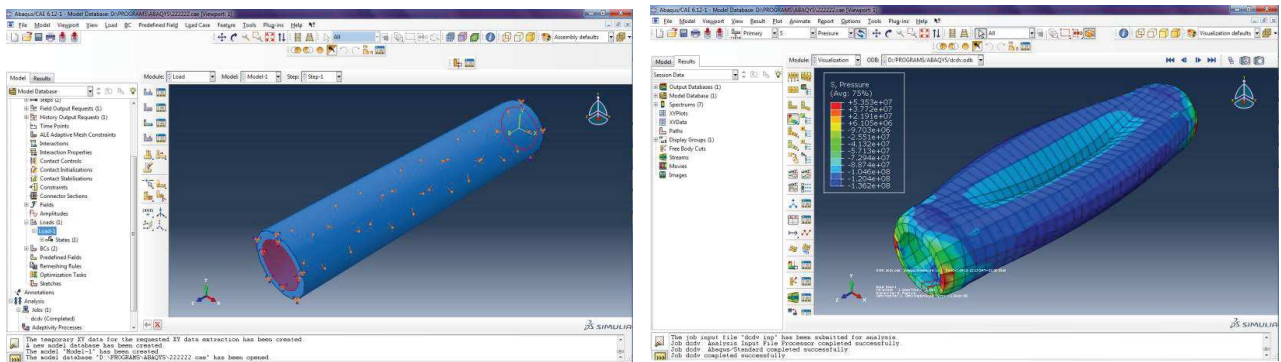 Abaqus/CAE 6.12-1 - Model Database: D:\PROGRAMS\ABAQYS\222222.cae [Viewport: 1]
File Model Viewport View Load BC Predefined Field Load Case Feature Tools Plug-ins Help
All
Assembly defaults
Model Results
Module: Load Model: Model-1 Step: Step-1
Model Database
Steps (2)
Field Output Requests (1)
History Output Requests (1)
Time Points
ALE Adaptive Mesh Constraints
Interactions
Interaction Properties
Contact Controls
Contact Initializations
Contact Stabilizations
Constraints
Connector Sections
Fields
Amplitudes
Loads (1)
Load-1
States (1)
BCs (2)
Predefined Fields
Remeshing Rules
Optimization Tasks
Sketches
Annotations
Analysis
Jobs (1)
dcdv (Completed)
Adaptivity Processes
SIMULIA
The temporary XY data for the requested XY data extraction has been created
A new model database has been created
The model "Model-1" has been created
The model database "D:\PROGRAMS\ABAQYS\222222.cae" has been opened
Abaqus/CAE 6.12-1 - Model Database: D:\PROGRAMS\ABAQYS\222222.cae [Viewport: 1]
File Model Viewport View Result Plot Animate Report Options Tools Plug-ins Help
Primary S Pressure All Visualization defaults
Model Results
Module: Visualization ODB: D:/PROGRAMS/ABAQYS/dcdv.odb
Session Data
Output Databases (1)
Model Database (1)
Spectrums (7)
XYPlots
XYData
Paths
Display Groups (1)
Free Body Cuts
Streams
Movies
Images
S, Pressure
(Avg: 75%)
+5.353e+07
+3.772e+07
+2.191e+07
+6.105e+06
-9.703e+06
-2.551e+07
-4.132e+07
-5.713e+07
-7.294e+07
-8.874e+07
-1.046e+08
-1.204e+08
-1.362e+08
SIMULIA
The job input file "dcdv.inp" has been submitted for analysis.
Job dcdv: Analysis Input File Processor completed successfully.
Job dcdv: Abaqus/Standard completed successfully.
Job dcdv completed successfully.